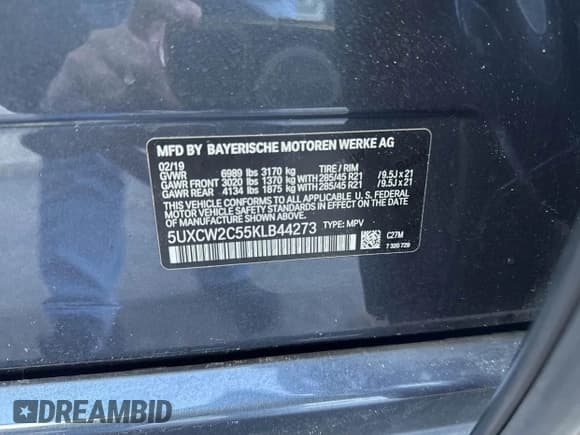 MFD BY BAYERISCHE MOTOREN WERKE AG
02/19
GVWR 6989 lbs 3170 kg TIRE / RIM
GAWR FRONT 3020 lbs 1370 kg WITH 285/45 R21 / 9.5J x 21
GAWR REAR 4134 lbs 1875 kg WITH 285/45 R21 / 9.5J x 21
THIS VEHICLE CONFORMS TO ALL APPLICABLE U. S. FEDERAL
MOTOR VEHICLE SAFETY STANDARDS IN EFFECT ON THE
DATE OF MANUFACTURE SHOWN ABOVE.
5UXCW2C55KLB44273 TYPE: MPV
C27M
7 320 729
DREAMBID